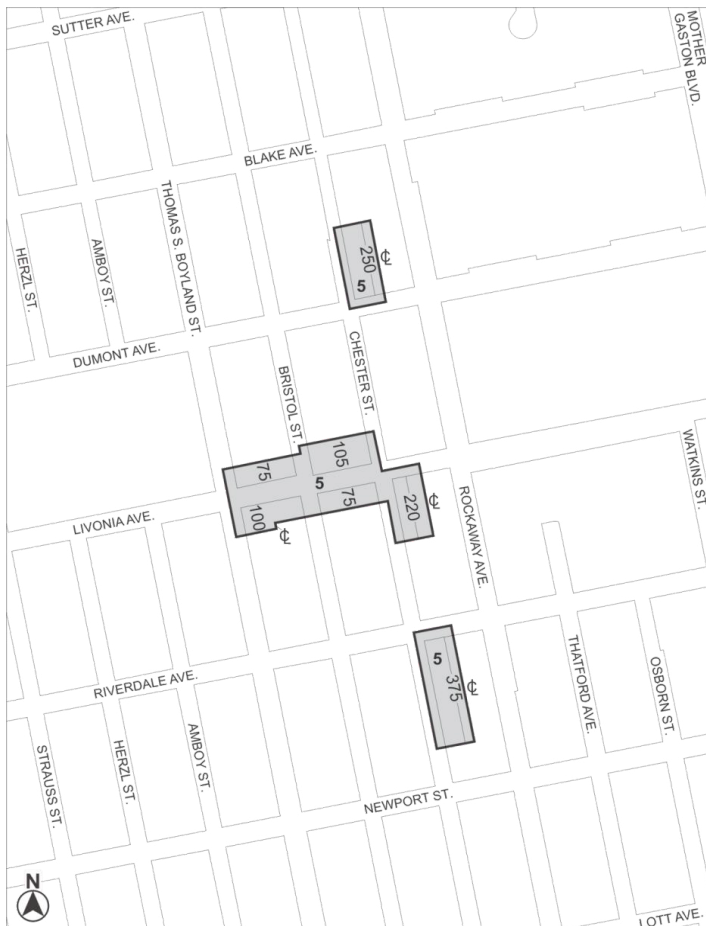 SUTTER AVE.
MOTHER
GASTON BLVD.
BLAKE AVE.
THOMAS S. BOYLAND ST.
HERZL ST.
AMBOY ST.
250
℄
5
DUMONT AVE.
BRISTOL ST.
CHESTER ST.
75
105
5
75
100
℄
220
℄
WATKINS ST.
LIVONIA AVE.
ROCKAWAY AVE.
5
375
℄
THATFORD AVE.
OSBORN ST.
RIVERDALE AVE.
STRAUSS ST.
HERZL ST.
AMBOY ST.
NEWPORT ST.
N
LOTT AVE.